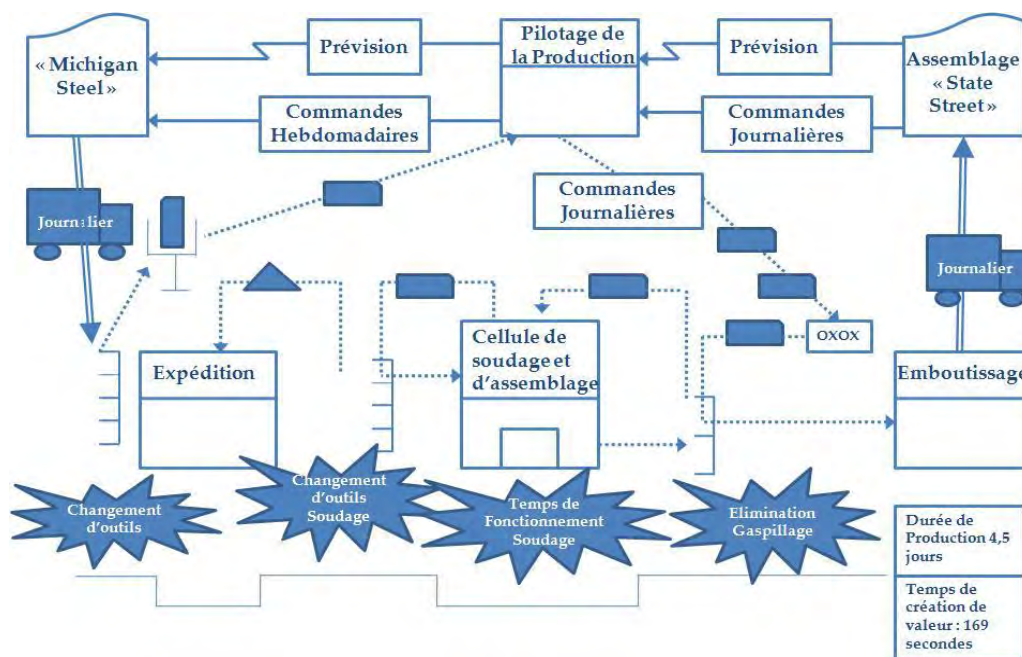 « Michigan
Steel »
Prévision
Pilotage de
la Production
Prévision
Assemblage
« State
Street »
Commandes
Hebdomadaires
Commandes
Journalières
Journalier
Commandes
Journalières
Journalier
Expédition
Cellule de
soudage et
d'assemblage
OXOX
Emboutissage
Changement
d'outils
Changement
d'outils
Soudage
Temps de
Fonctionnement
Soudage
Elimination
Gaspillage
Durée de
Production 4,5
jours
Temps de
création de
valeur : 169
secondes